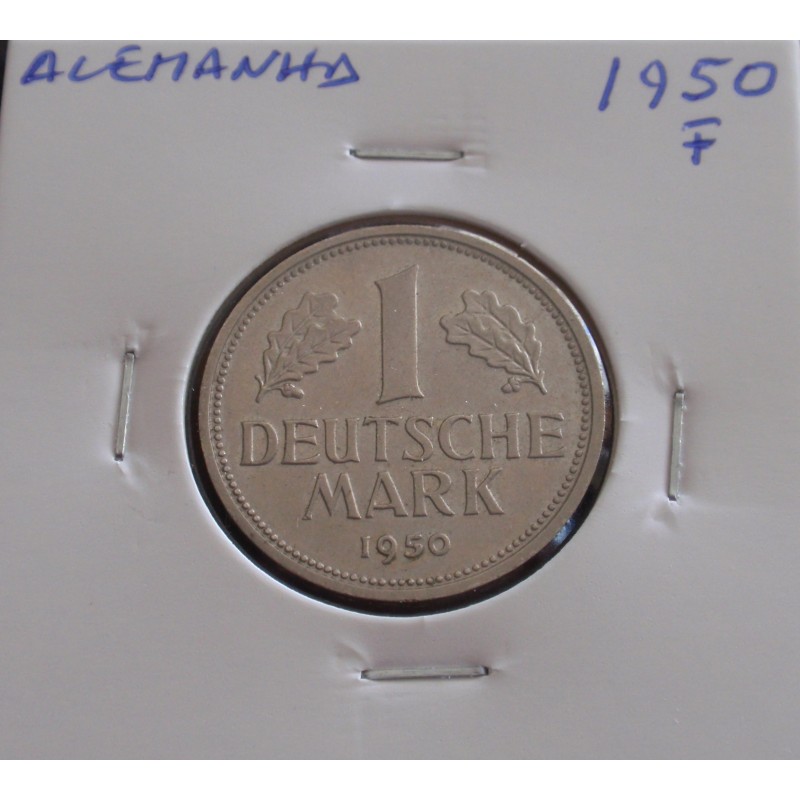 ALEMANHA 1950
F
1
DEUTSCHE
MARK
1950